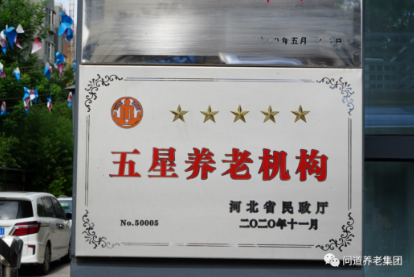 五星养老机构
No.50005
河北省民政厅
二〇二〇年十一月
问道养老集团